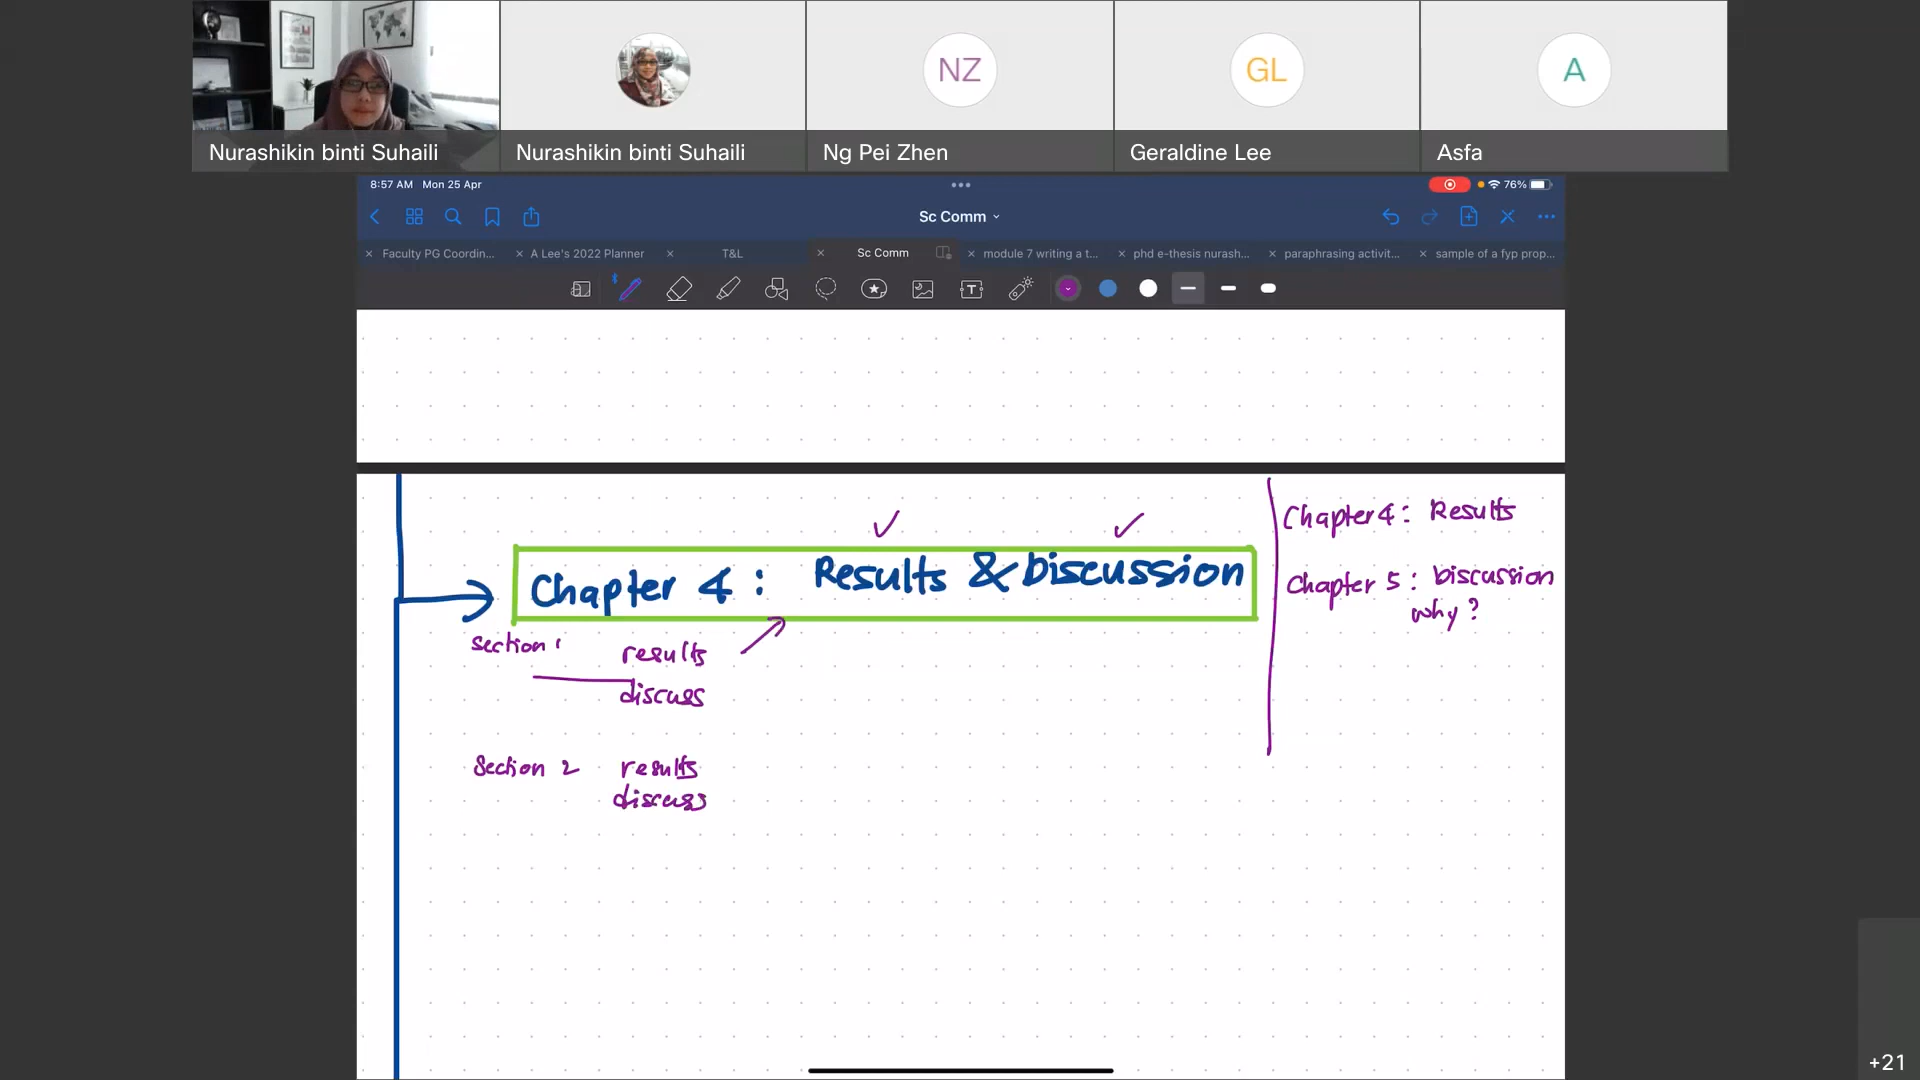 NZ
GL
A
Nurashikin binti Suhaili
Nurashikin binti Suhaili
Ng Pei Zhen
Geraldine Lee
Asfa
8:57 AM Mon 25 Apr
76%
Sc Comm
Faculty PG Coordin...
A Lee's 2022 Planner
T&L
Sc Comm
module 7 writing a t...
phd e-thesis nurash...
paraphrasing activit...
sample of a fyp prop...
Chapter 4 : Results & Discussion
Section 1 results
discuss
Section 2 results
discuss
Chapter 4 : Results
Chapter 5 : Discussion
why ?
+21